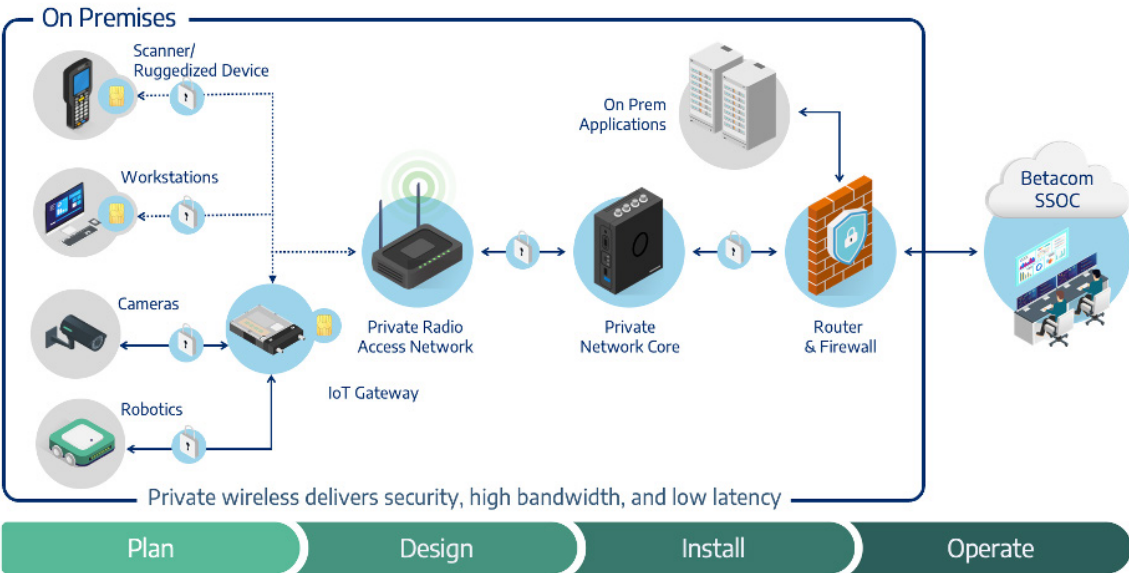 On Premises
Scanner/
Ruggedized Device
Workstations
Cameras
Robotics
IoT Gateway
Private Radio
Access Network
Private
Network Core
On Prem
Applications
Router
& Firewall
Betacom
SSOC
Private wireless delivers security, high bandwidth, and low latency
Plan
Design
Install
Operate